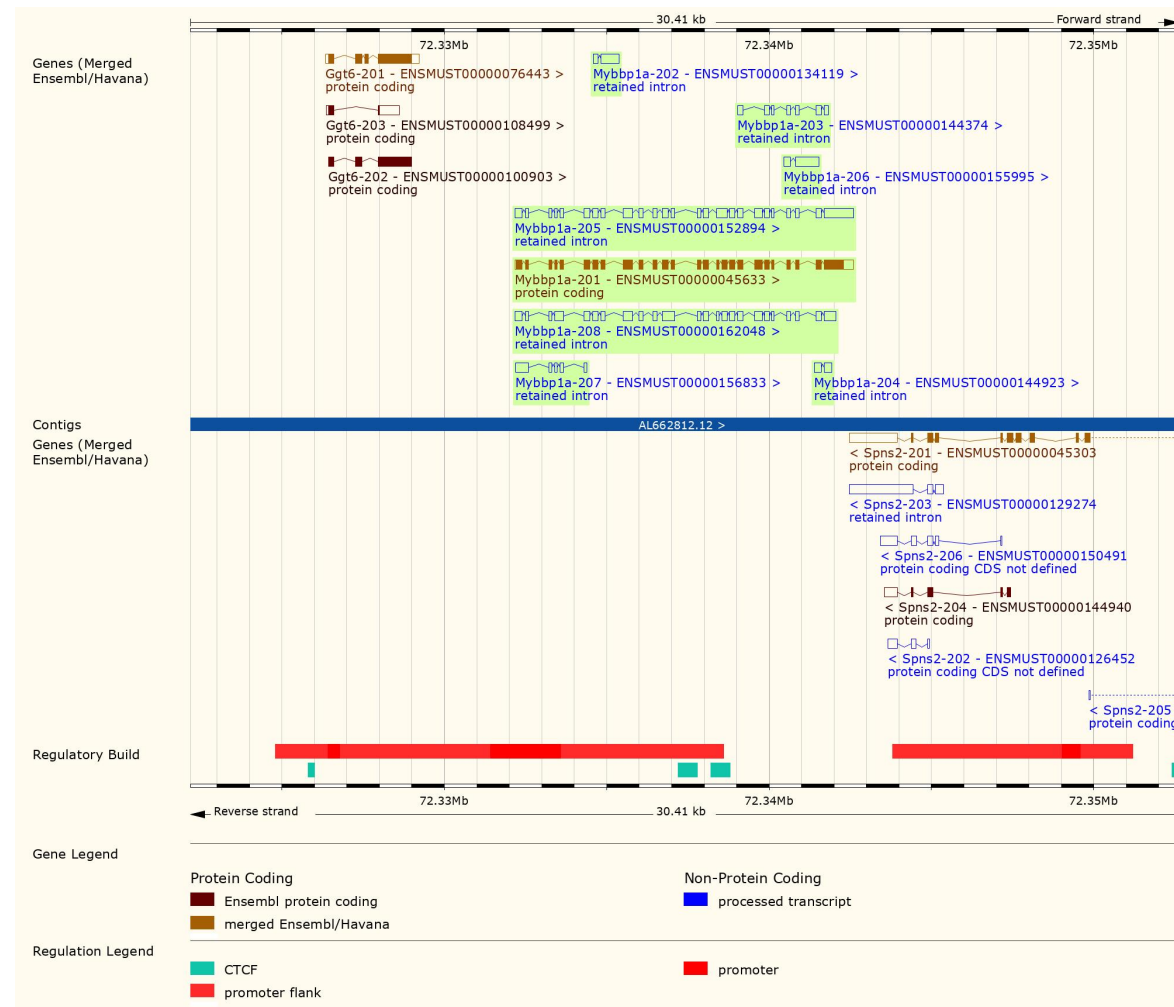 30.41 kb Forward strand
72.33Mb 72.34Mb 72.35Mb
Genes (Merged
Ensembl/Havana)
Ggt6-201 - ENSMUST00000076443 >
protein coding
Mybbp1a-202 - ENSMUST00000134119 >
retained intron
Ggt6-203 - ENSMUST00000108499 >
protein coding
Mybbp1a-203 - ENSMUST00000144374 >
retained intron
Ggt6-202 - ENSMUST00000100903 >
protein coding
Mybbp1a-206 - ENSMUST00000155995 >
retained intron
Mybbp1a-205 - ENSMUST00000152894 >
retained intron
Mybbp1a-201 - ENSMUST00000045633 >
protein coding
Mybbp1a-208 - ENSMUST00000162048 >
retained intron
Mybbp1a-207 - ENSMUST00000156833 >
retained intron
Mybbp1a-204 - ENSMUST00000144923 >
retained intron
Contigs
AL662812.12 >
Genes (Merged
Ensembl/Havana)
< Spns2-201 - ENSMUST00000045303
protein coding
< Spns2-203 - ENSMUST00000129274
retained intron
< Spns2-206 - ENSMUST00000150491
protein coding CDS not defined
< Spns2-204 - ENSMUST00000144940
protein coding
< Spns2-202 - ENSMUST00000126452
protein coding CDS not defined
< Spns2-205
protein coding
Regulatory Build
72.33Mb 72.34Mb 72.35Mb
Reverse strand 30.41 kb
Gene Legend
Protein Coding
Ensembl protein coding
merged Ensembl/Havana
Non-Protein Coding
processed transcript
Regulation Legend
CTCF
promoter flank
promoter